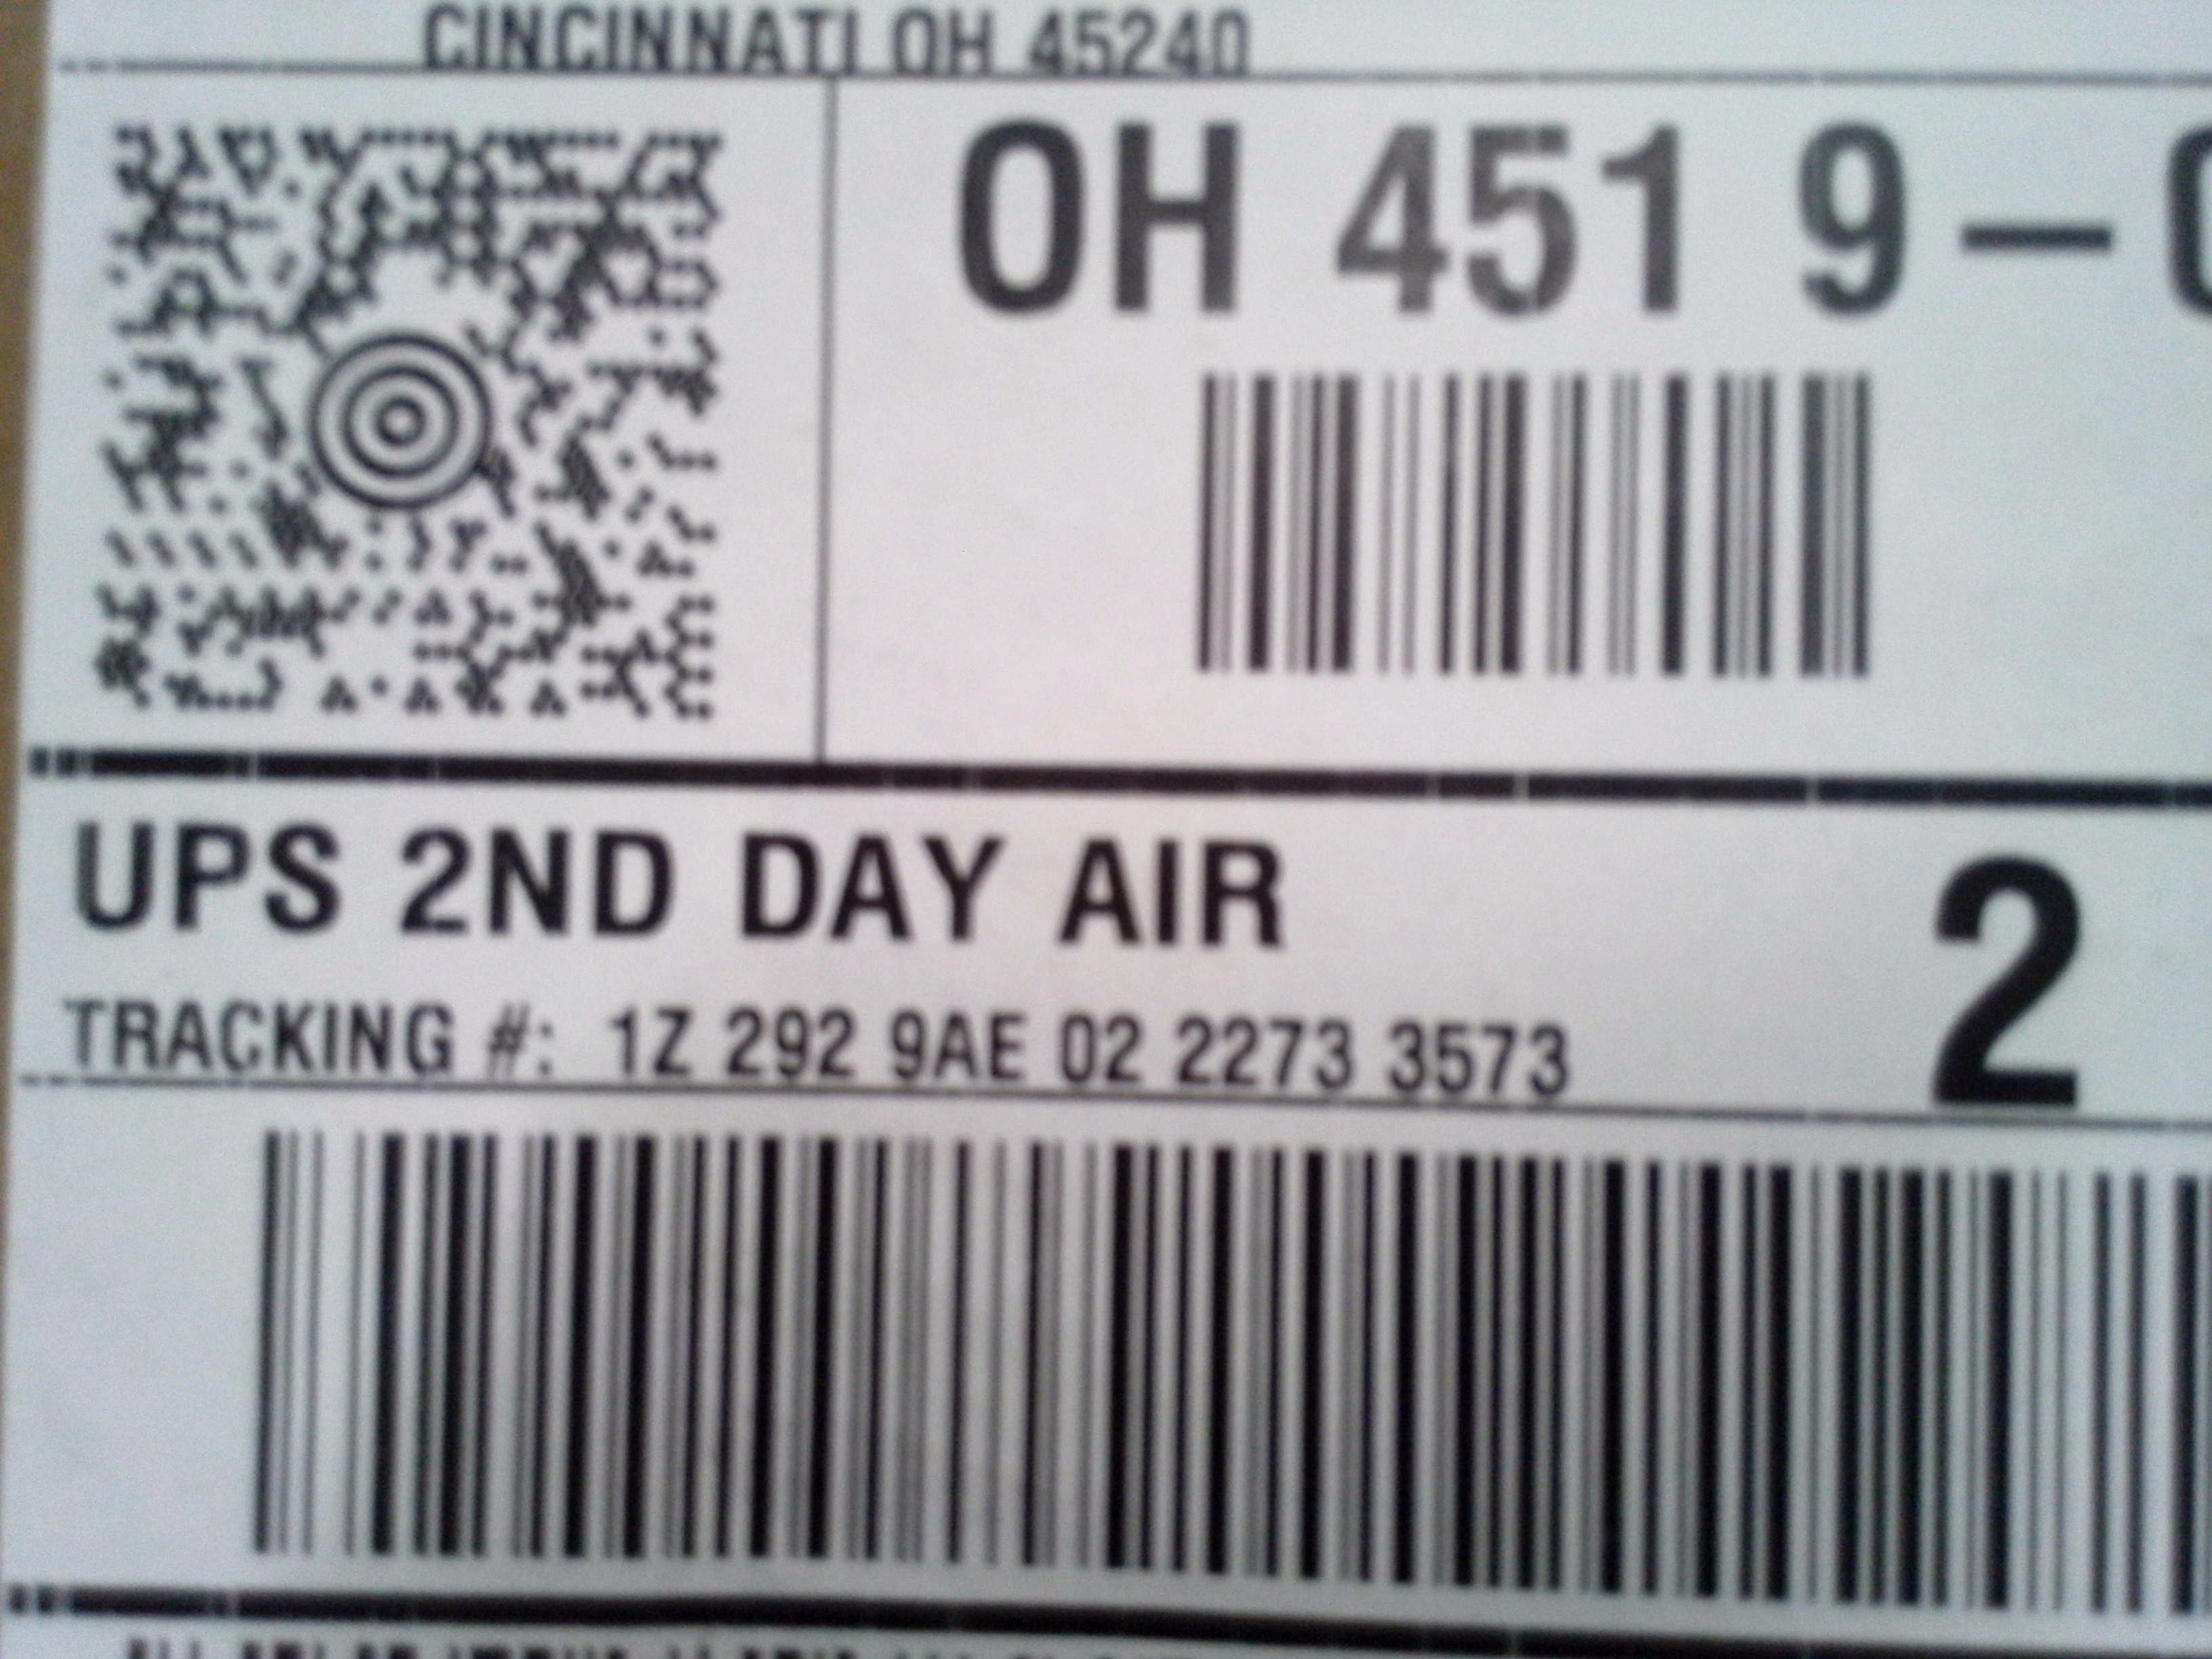 CINCINNATI OH 45240
OH 451 9-
UPS 2ND DAY AIR
2
TRACKING #: 1Z 292 9AE 02 2273 3573